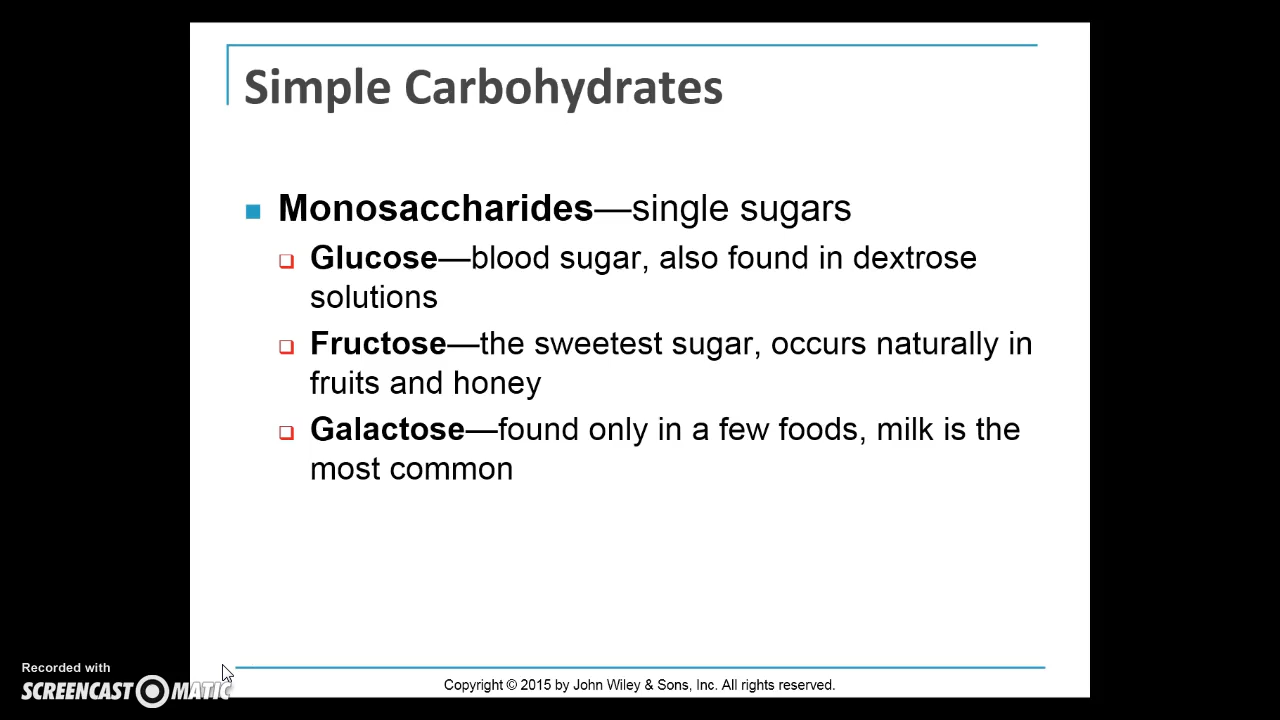 Simple Carbohydrates
Monosaccharides—single sugars
Glucose—blood sugar, also found in dextrose
solutions
Fructose—the sweetest sugar, occurs naturally in
fruits and honey
Galactose—found only in a few foods, milk is the
most common
Recorded with
SCREENCAST MATIC
Copyright © 2015 by John Wiley & Sons, Inc. All rights reserved.